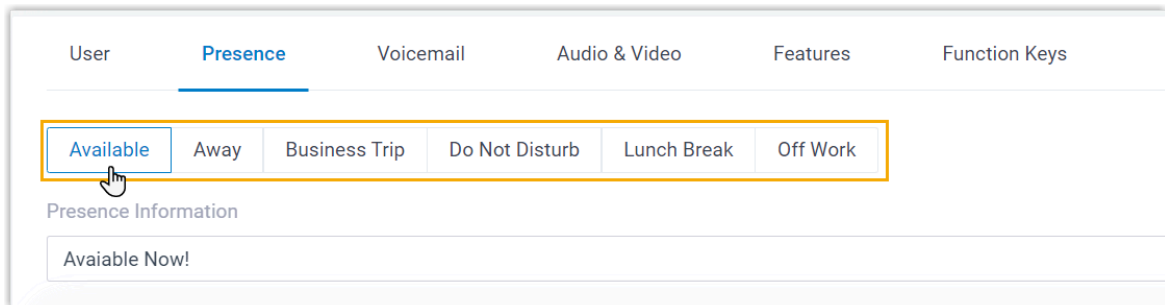 User Presence Voicemail Audio & Video Features Function Keys
Available Away Business Trip Do Not Disturb Lunch Break Off Work
Presence Information
Avaiable Now!